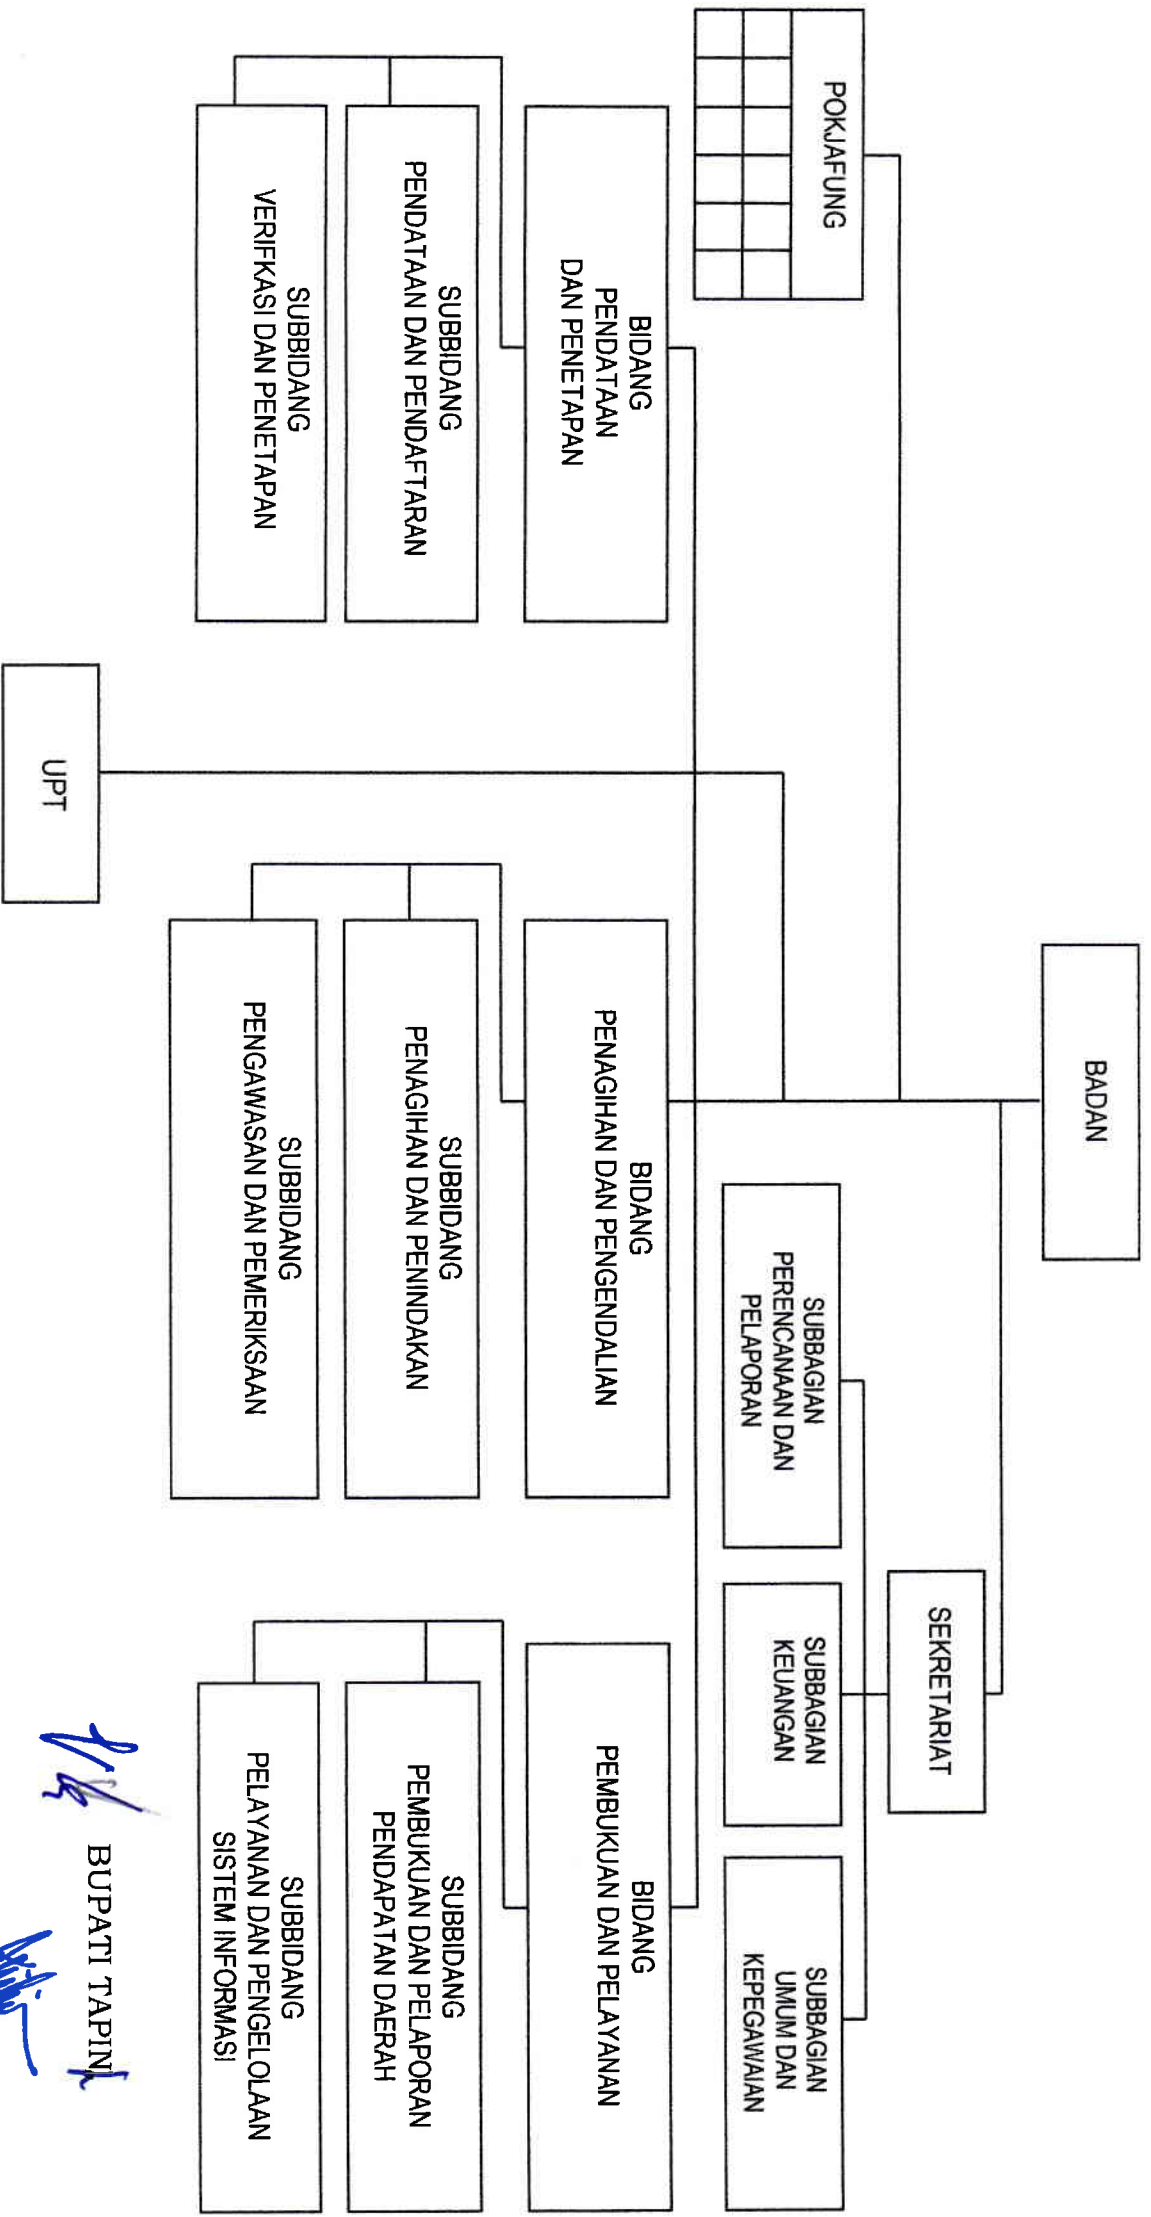 BADAN
SEKRETARIAT
SUBBAGIAN
PERENCANAAN DAN
PELAPORAN
SUBBAGIAN
KEUANGAN
SUBBAGIAN
UMUM DAN
KEPEGAWAIAN
POKJAFUNG
BIDANG
PENDATAAN
DAN PENETAPAN
BIDANG
PENAGIHAN DAN PENGENDALIAN
BIDANG
PEMBUKUAN DAN PELAYANAN
SUBBIDANG
PENDATAAN DAN PENDAFTARAN
SUBBIDANG
PENAGIHAN DAN PENINDAKAN
SUBBIDANG
PEMBUKUAN DAN PELAPORAN
PENDAPATAN DAERAH
SUBBIDANG
VERIFKASI DAN PENETAPAN
SUBBIDANG
PENGAWASAN DAN PEMERIKSAAN
SUBBIDANG
PELAYANAN DAN PENGELOLAAN
SISTEM INFORMASI
UPT
BUPATI TAPIN